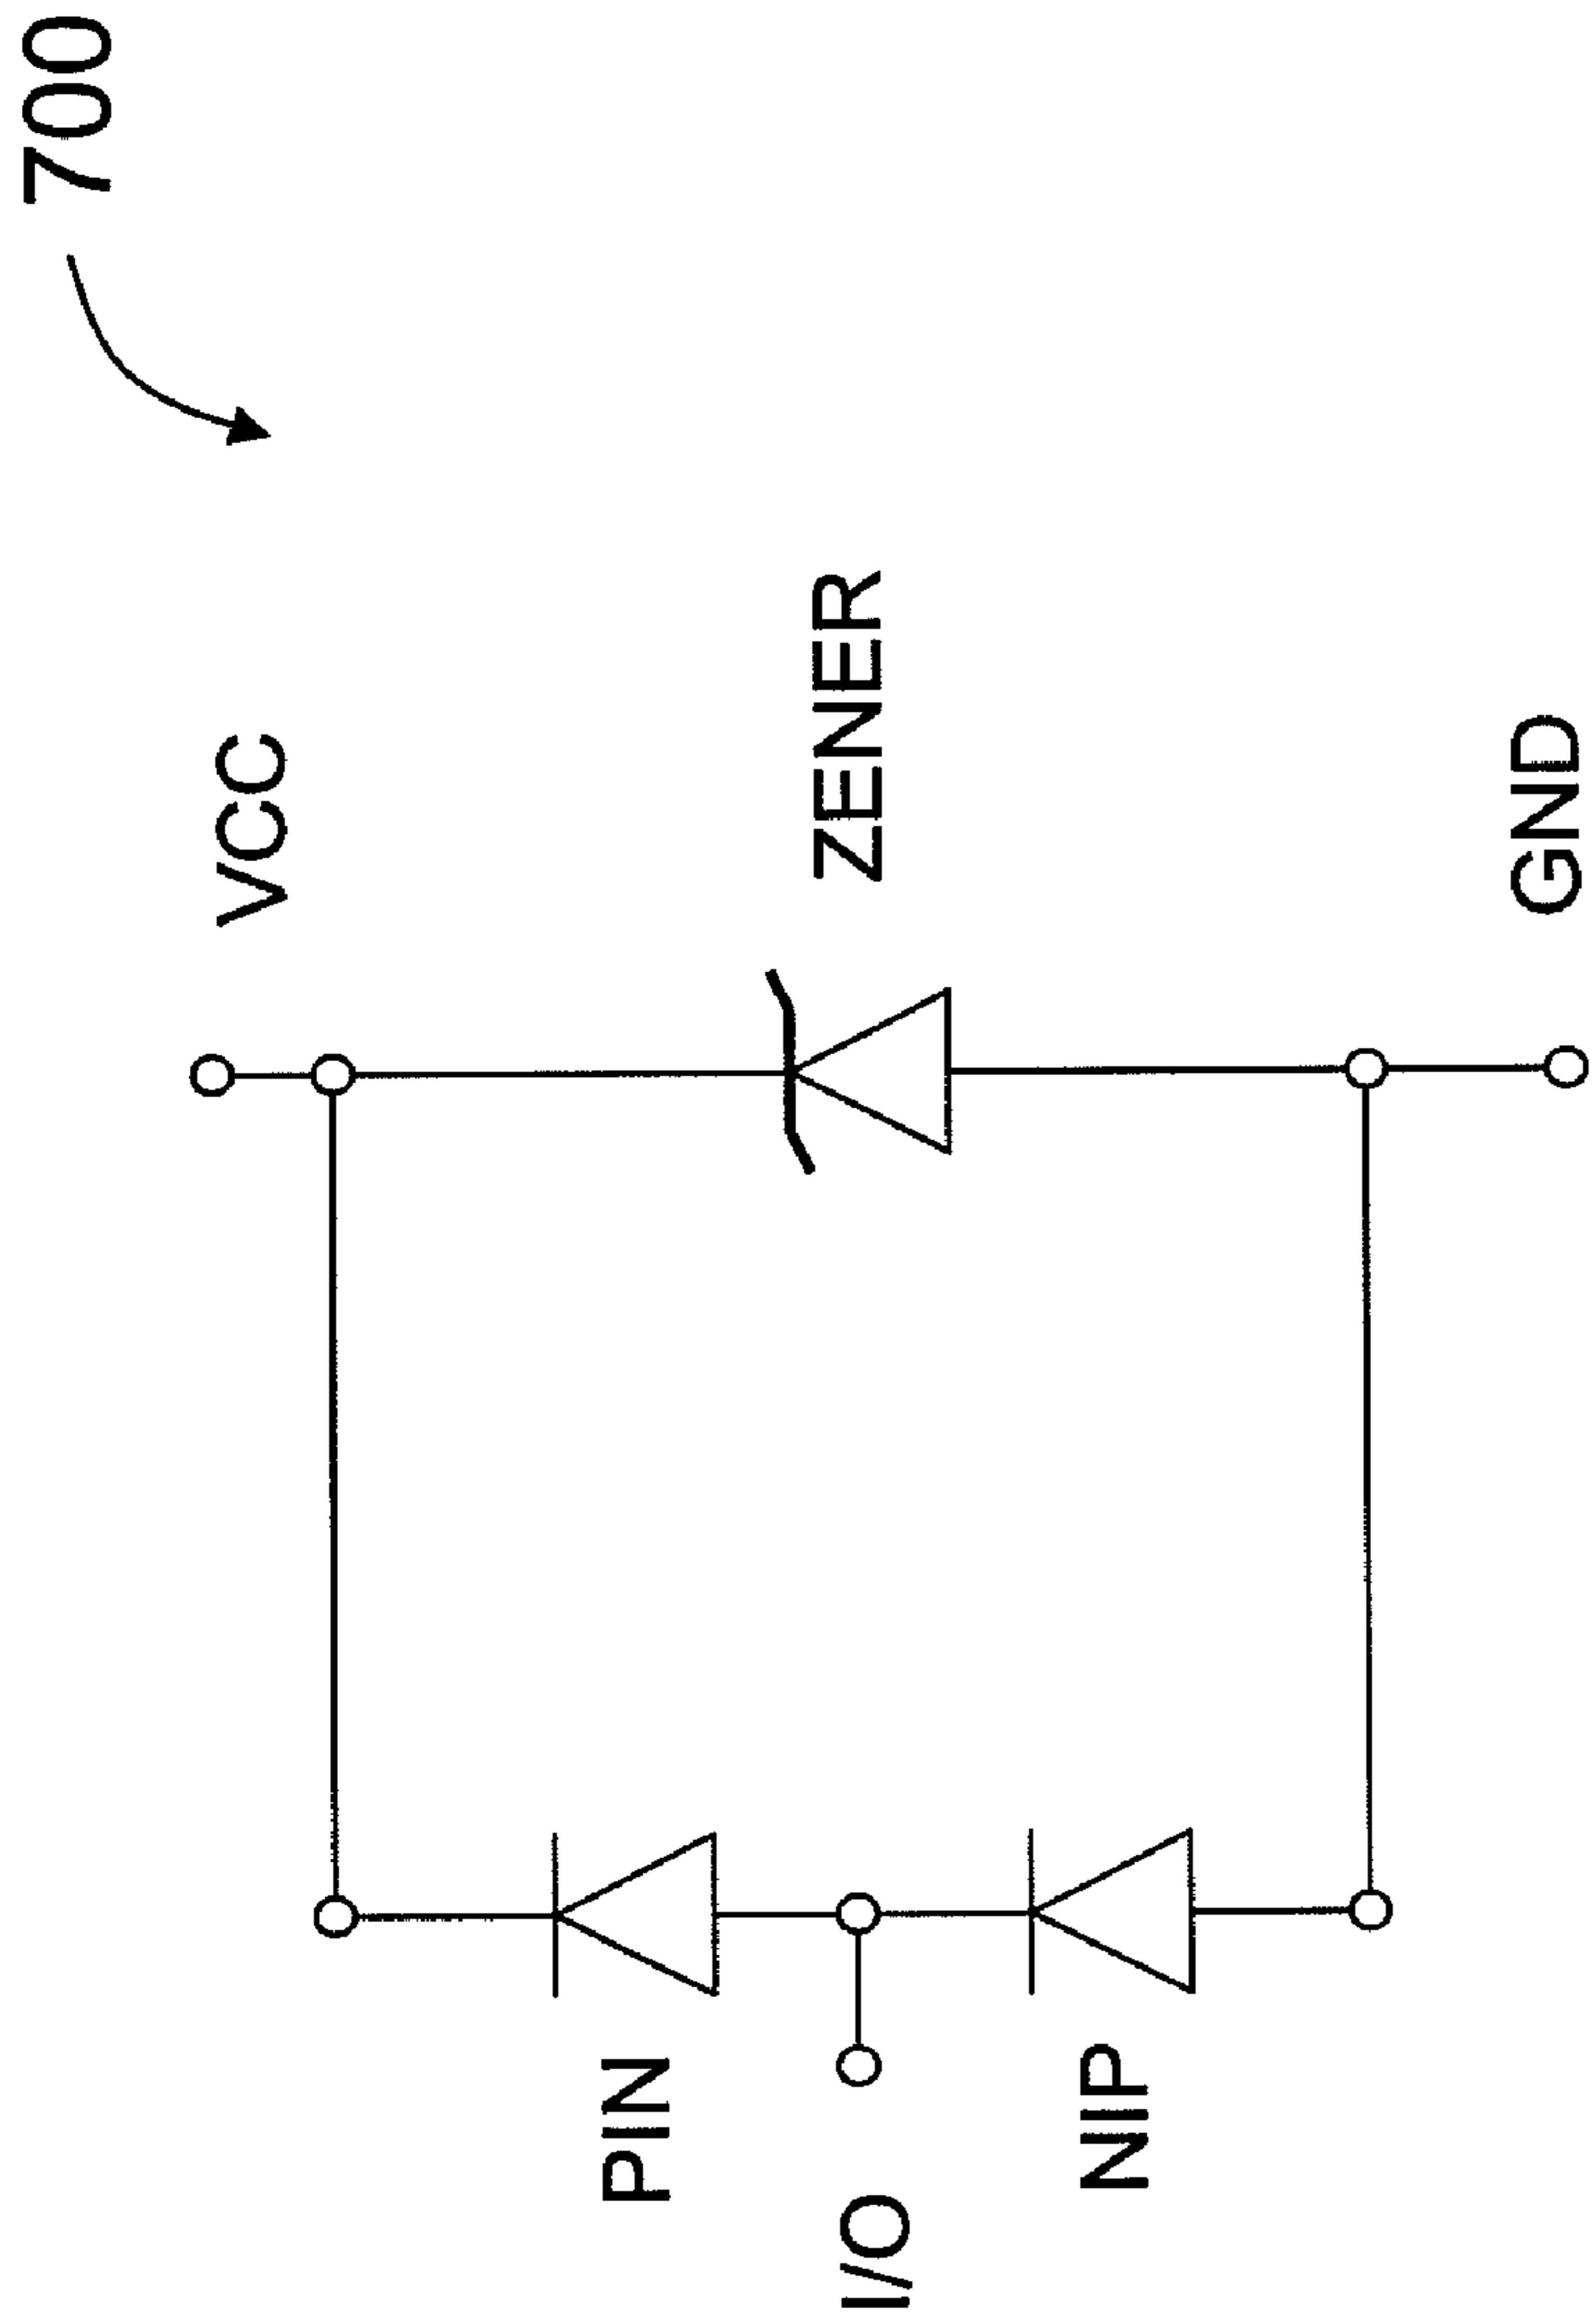 700
VCC
ZENER
GND
PIN
I/O
NIP